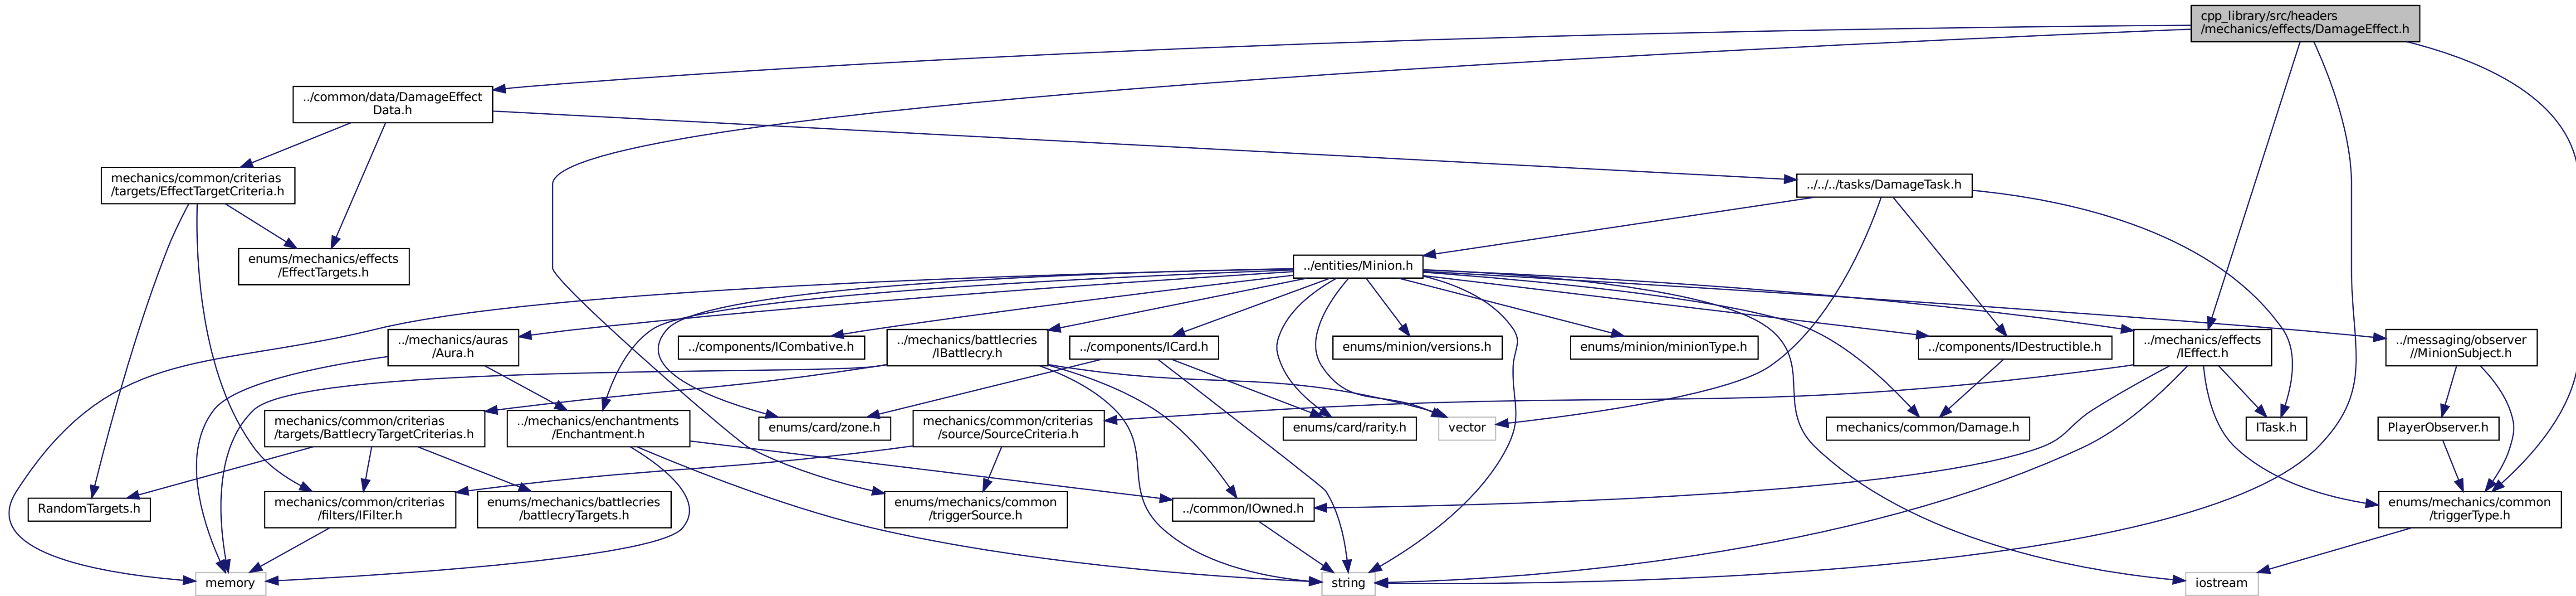 cpp_library/src/headers
/mechanics/effects/DamageEffect.h
../common/data/DamageEffect
Data.h
mechanics/common/criterias
/targets/EffectTargetCriteria.h
../../../tasks/DamageTask.h
enums/mechanics/effects
/EffectTargets.h
../entities/Minion.h
../mechanics/auras
/Aura.h
../components/ICombative.h
../mechanics/battlecries
/IBattlecry.h
../components/ICard.h
enums/minion/versions.h
enums/minion/minionType.h
../components/IDestructible.h
../mechanics/effects
/IEffect.h
../messaging/observer
//MinionSubject.h
mechanics/common/criterias
/targets/BattlecryTargetCriterias.h
../mechanics/enchantments
/Enchantment.h
enums/card/zone.h
mechanics/common/criterias
/source/SourceCriteria.h
enums/card/rarity.h
vector
mechanics/common/Damage.h
ITask.h
PlayerObserver.h
RandomTargets.h
mechanics/common/criterias
/filters/IFilter.h
enums/mechanics/battlecries
/battlecryTargets.h
enums/mechanics/common
/triggerSource.h
../common/IOwned.h
enums/mechanics/common
/triggerType.h
memory
string
iostream